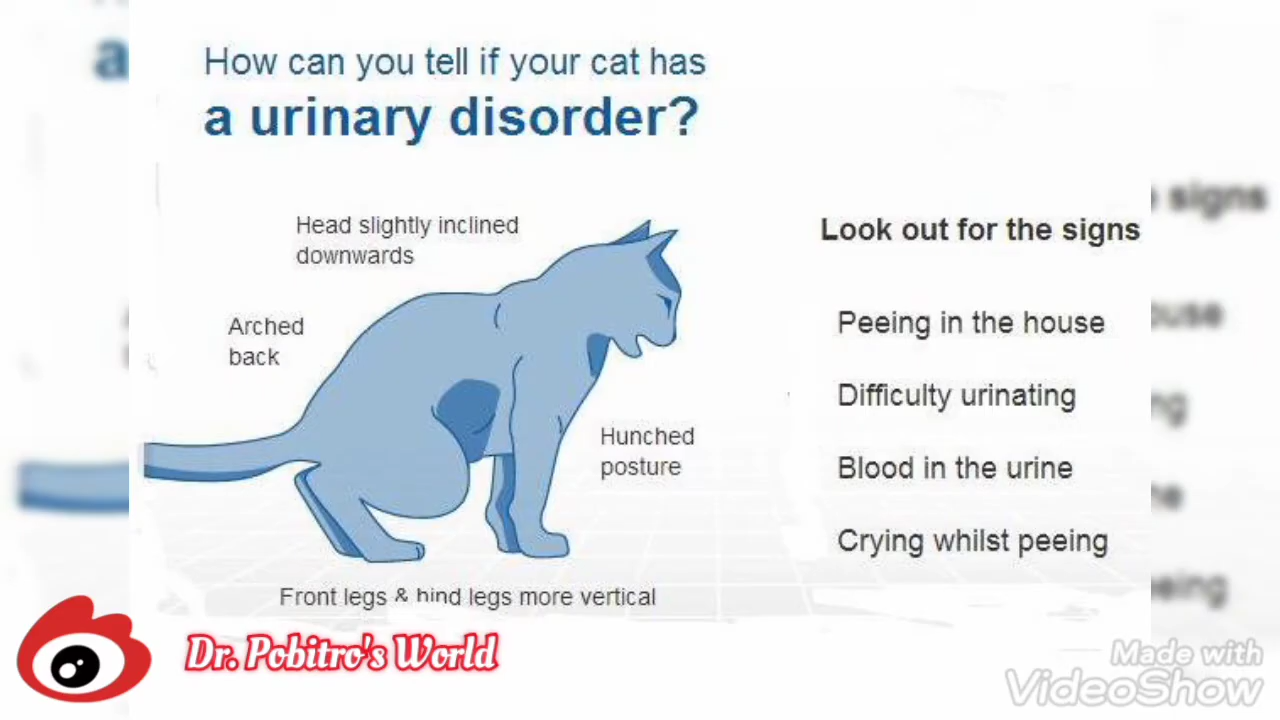 How can you tell if your cat has
a urinary disorder?
Head slightly inclined
downwards
Arched
back
Hunched
posture
Front legs & hind legs more vertical
Look out for the signs
Peeing in the house
Difficulty urinating
Blood in the urine
Crying whilst peeing
Dr. Pobitro's World
Made with
VideoShow